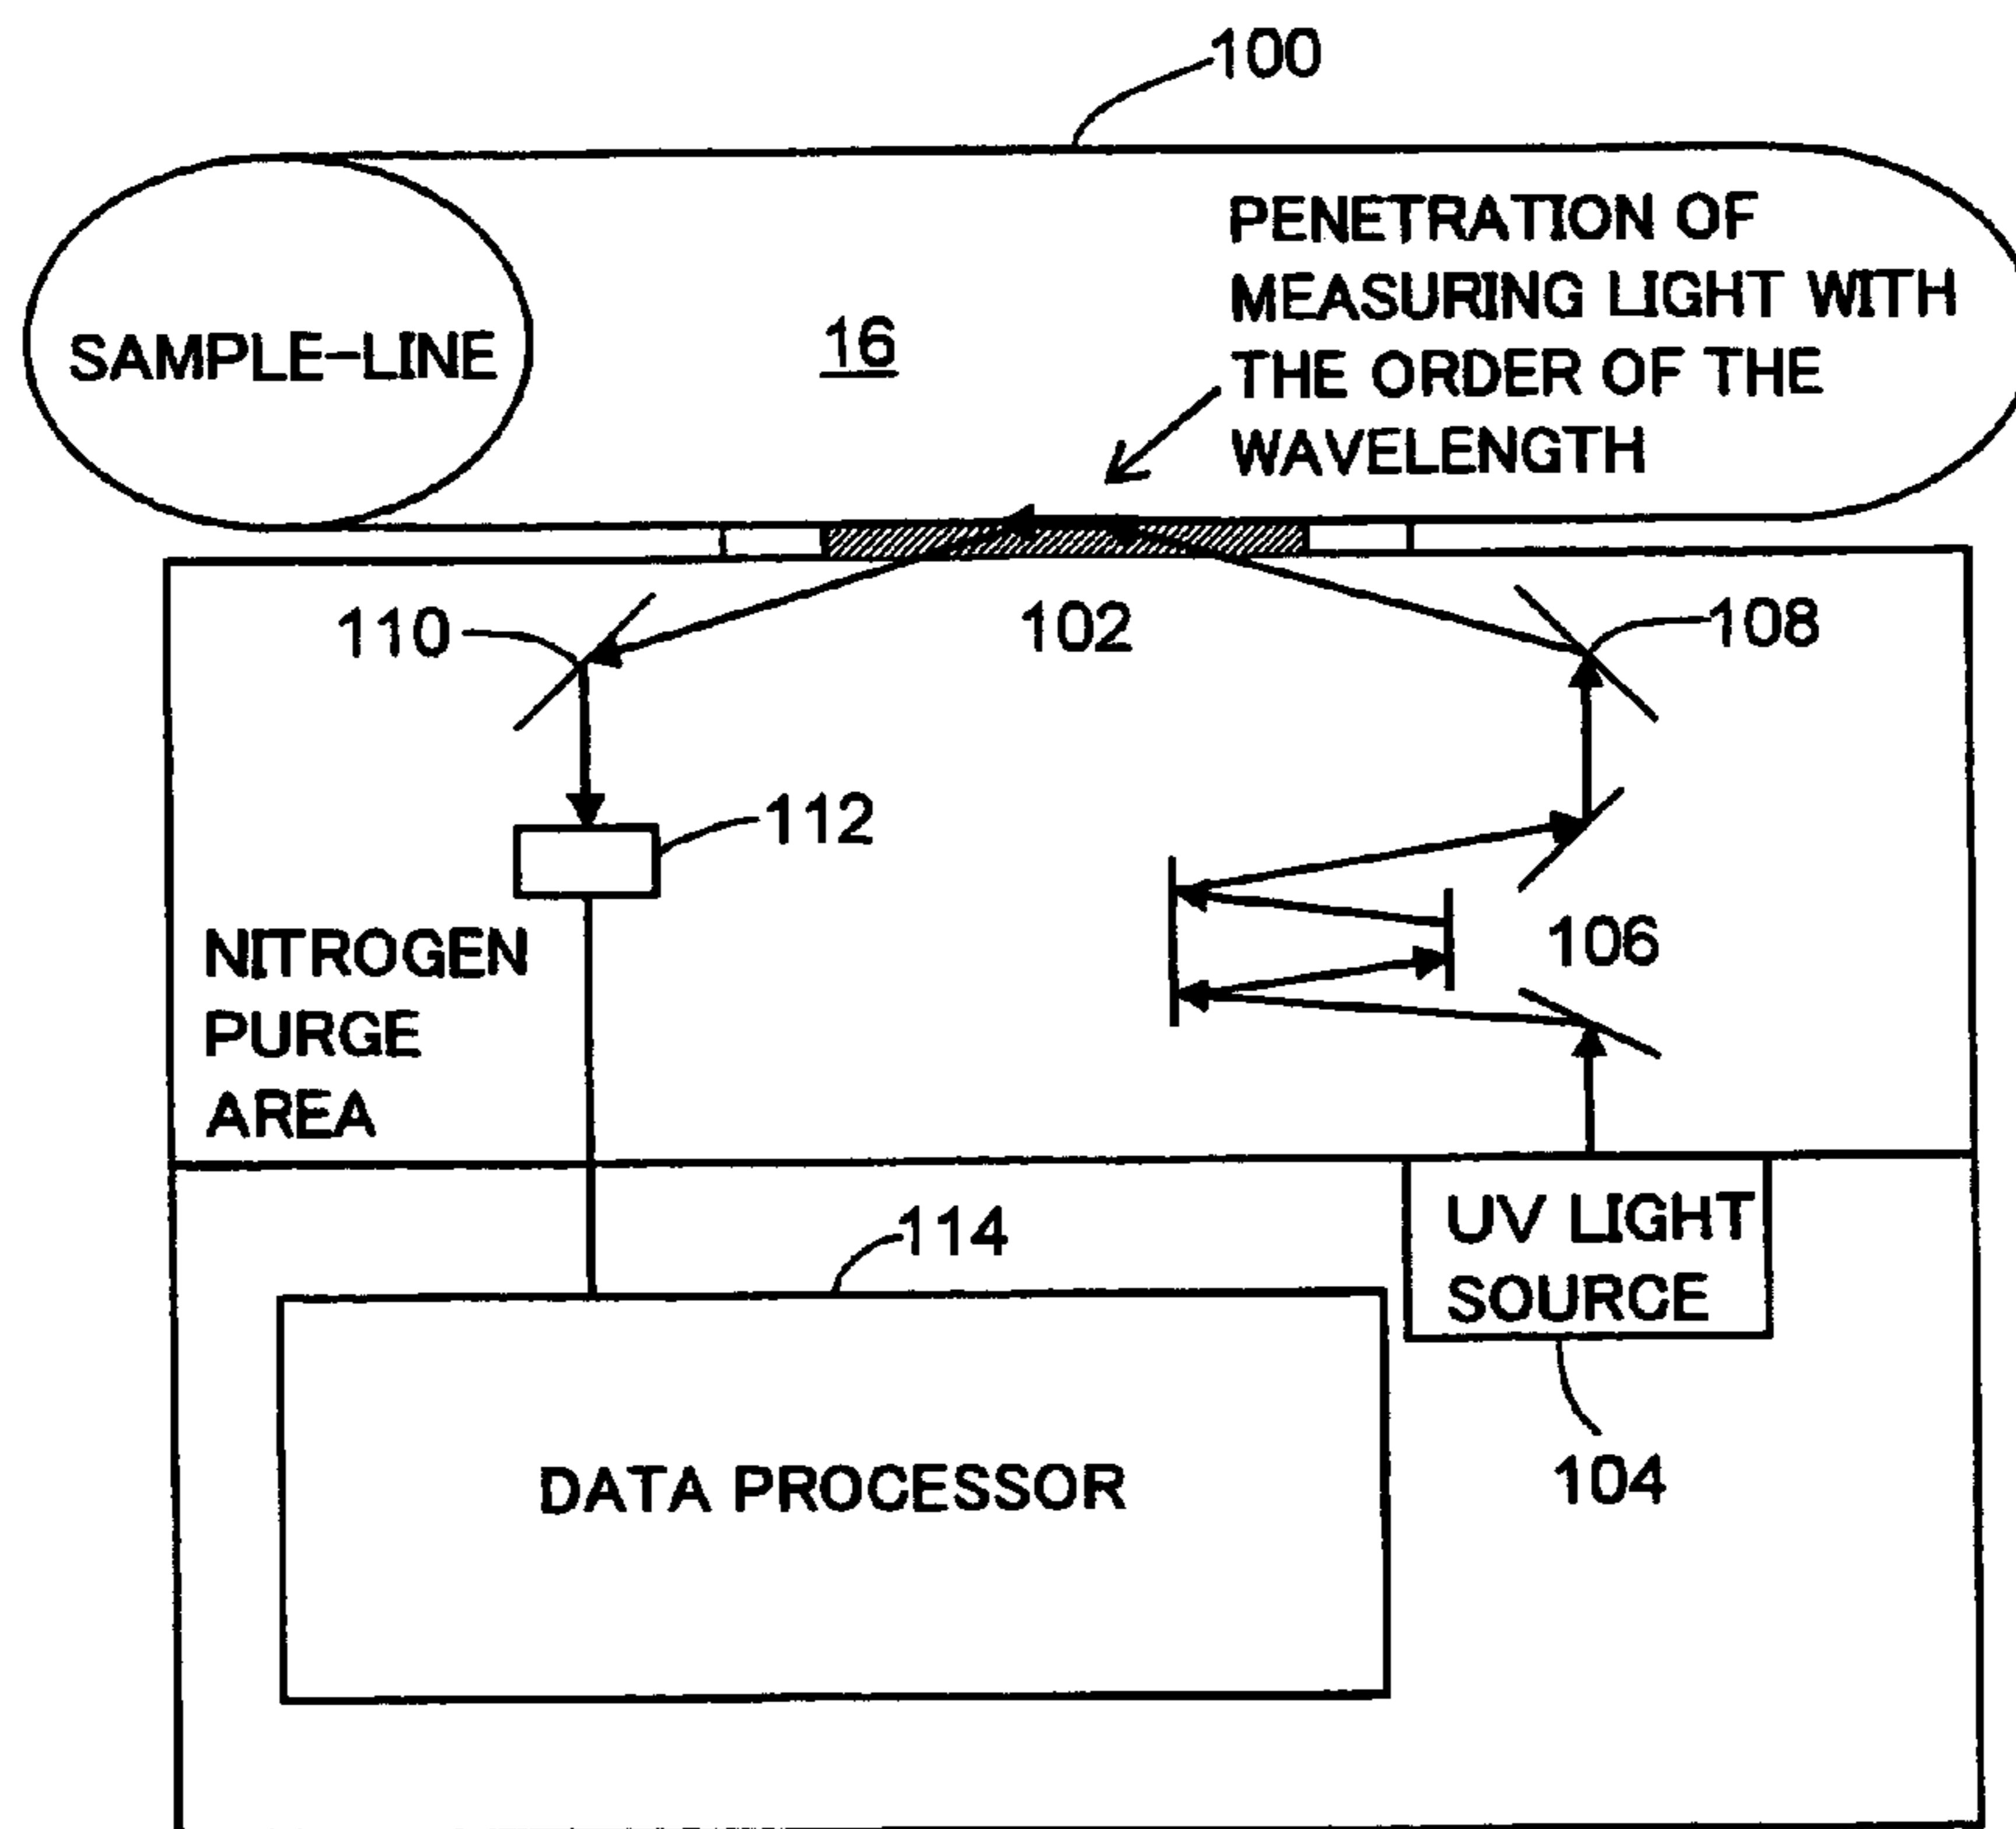 100
PENETRATION OF
MEASURING LIGHT WITH
THE ORDER OF THE
WAVELENGTH
SAMPLE-LINE
16
110
102
108
112
106
NITROGEN
PURGE
AREA
114
UV LIGHT
SOURCE
104
DATA PROCESSOR